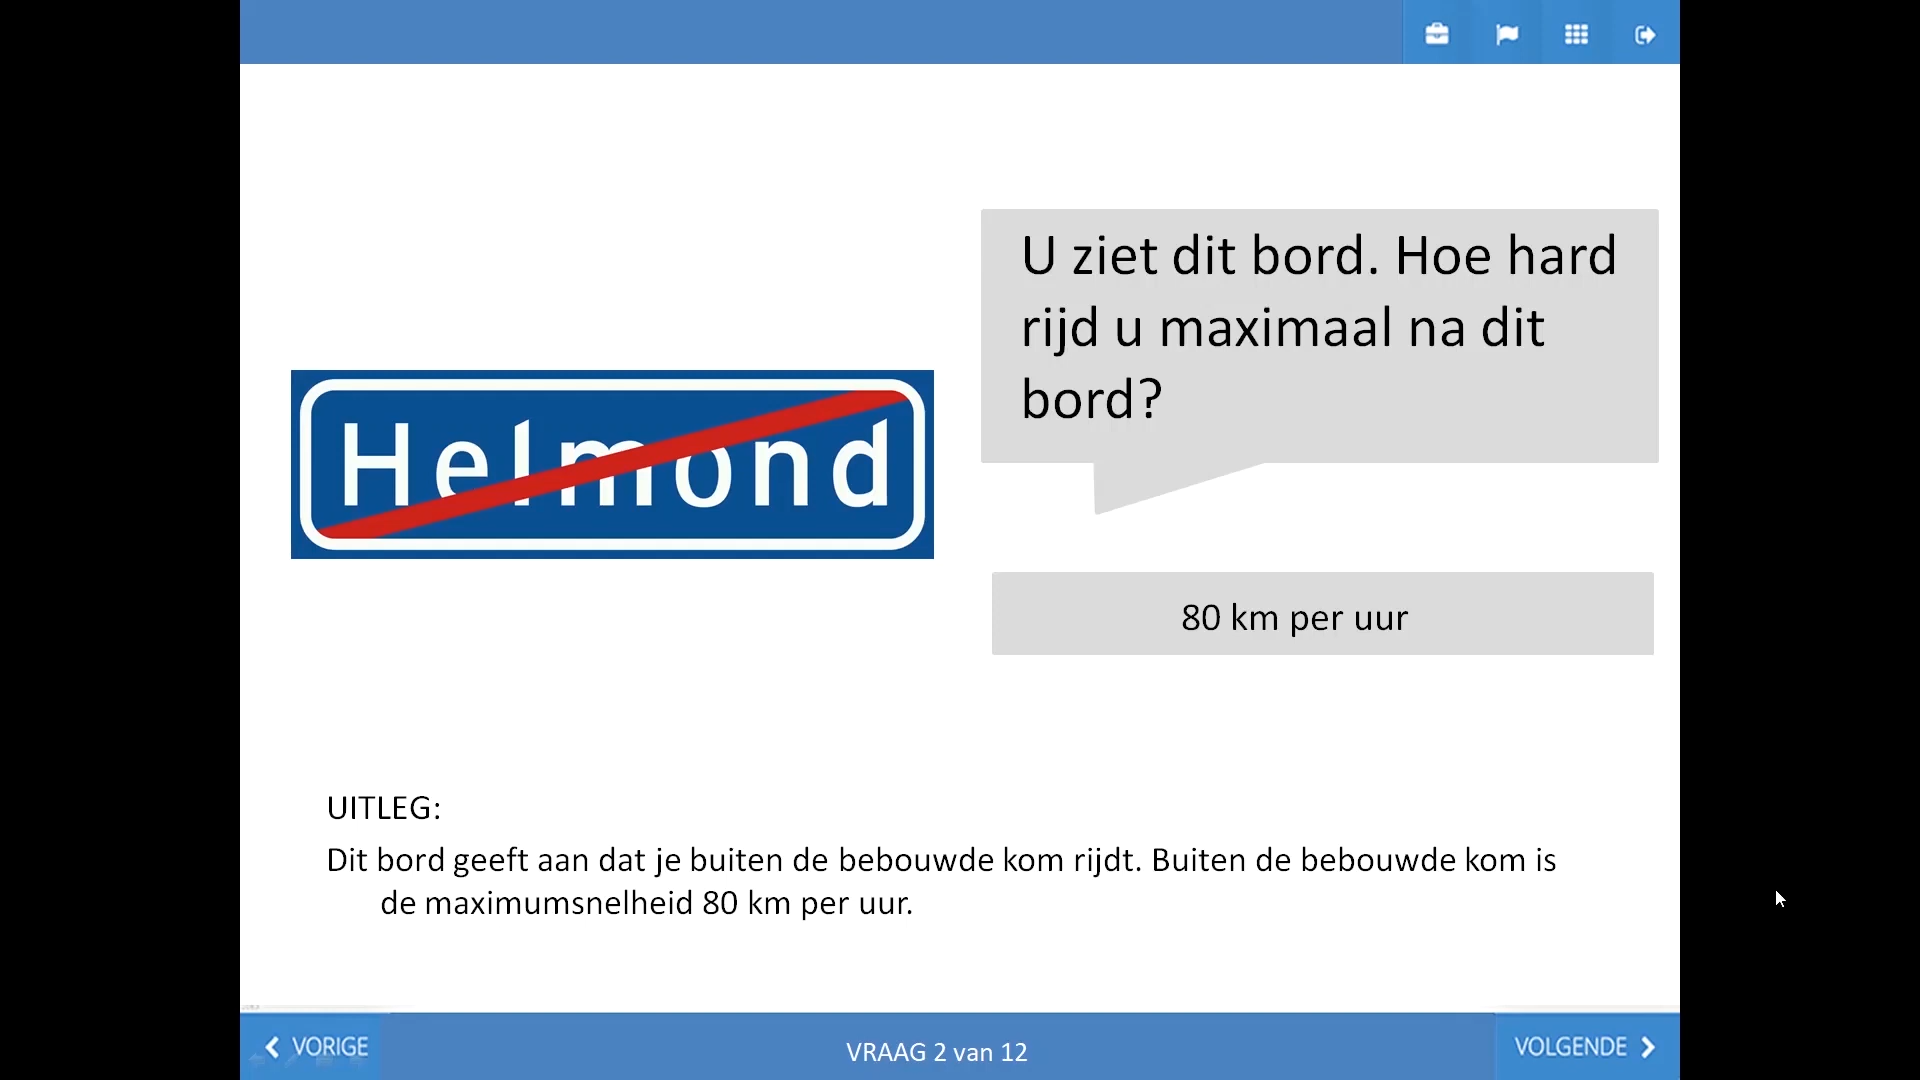 U ziet dit bord. Hoe hard
rijd u maximaal na dit
bord?
Helmond
80 km per uur
UITLEG:
Dit bord geeft aan dat je buiten de bebouwde kom rijdt. Buiten de bebouwde kom is
de maximumsnelheid 80 km per uur.
VORIGE
VRAAG 2 van 12
VOLGENDE